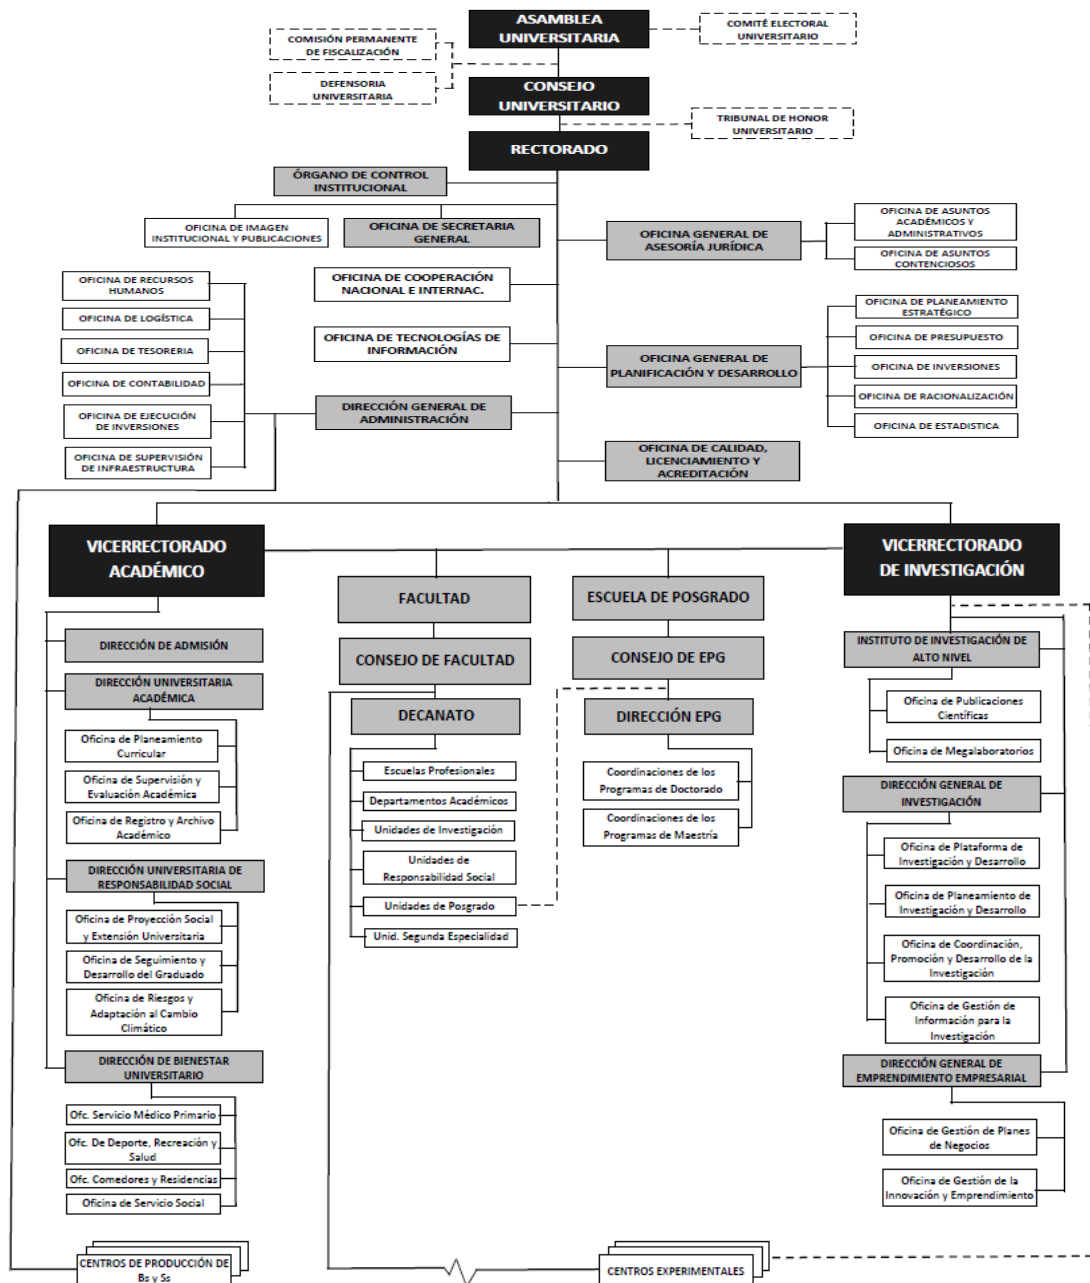 ASAMBLEA
UNIVERSITARIA
COMITÉ ELECTORAL
UNIVERSITARIO
COMISIÓN PERMANENTE
DE FISCALIZACIÓN
DEFENSORIA
UNIVERSITARIA
CONSEJO
UNIVERSITARIO
TRIBUNAL DE HONOR
UNIVERSITARIO
RECTORADO
ÓRGANO DE CONTROL
INSTITUCIONAL
OFICINA DE IMAGEN
INSTITUCIONAL Y PUBLICACIONES
OFICINA DE SECRETARIA
GENERAL
OFICINA GENERAL DE
ASESORÍA JURÍDICA
OFICINA DE ASUNTOS
ACADÉMICOS Y
ADMINISTRATIVOS
OFICINA DE ASUNTOS
CONTENCIOSOS
OFICINA DE RECURSOS
HUMANOS
OFICINA DE LOGÍSTICA
OFICINA DE TESORERIA
OFICINA DE CONTABILIDAD
OFICINA DE EJECUCIÓN
DE INVERSIONES
OFICINA DE SUPERVISIÓN
DE INFRAESTRUCTURA
OFICINA DE COOPERACIÓN
NACIONAL E INTERNAC.
OFICINA DE TECNOLOGÍAS DE
INFORMACIÓN
DIRECCIÓN GENERAL DE
ADMINISTRACIÓN
OFICINA GENERAL DE
PLANIFICACIÓN Y DESARROLLO
OFICINA DE PLANEAMIENTO
ESTRATÉGICO
OFICINA DE PRESUPUESTO
OFICINA DE INVERSIONES
OFICINA DE RACIONALIZACIÓN
OFICINA DE ESTADISTICA
OFICINA DE CALIDAD,
LICENCIAMIENTO Y
ACREDITACIÓN
VICERRECTORADO
ACADÉMICO
DIRECCIÓN DE ADMISIÓN
DIRECCIÓN UNIVERSITARIA
ACADÉMICA
Oficina de Planeamiento
Curricular
Oficina de Supervisión y
Evaluación Académica
Oficina de Registro y Archivo
Académico
DIRECCIÓN UNIVERSITARIA DE
RESPONSABILIDAD SOCIAL
Oficina de Proyección Social
y Extensión Universitaria
Oficina de Seguimiento y
Desarrollo del Graduado
Oficina de Riesgos y
Adaptación al Cambio
Climático
DIRECCIÓN DE BIENESTAR
UNIVERSITARIO
Ofc. Servicio Médico Primario
Ofc. De Deporte, Recreación y
Salud
Ofc. Comedores y Residencias
Oficina de Servicio Social
CENTROS DE PRODUCCIÓN DE
Bs y Ss
FACULTAD
CONSEJO DE FACULTAD
DECANATO
Escuelas Profesionales
Departamentos Académicos
Unidades de Investigación
Unidades de
Responsabilidad Social
Unidades de Posgrado
Unid. Segunda Especialidad
ESCUELA DE POSGRADO
CONSEJO DE EPG
DIRECCIÓN EPG
Coordinaciones de los
Programas de Doctorado
Coordinaciones de los
Programas de Maestría
CENTROS EXPERIMENTALES
VICERRECTORADO
DE INVESTIGACIÓN
INSTITUTO DE INVESTIGACIÓN DE
ALTO NIVEL
Oficina de Publicaciones
Científicas
Oficina de Megalaboratorios
DIRECCIÓN GENERAL DE
INVESTIGACIÓN
Oficina de Plataforma de
Investigación y Desarrollo
Oficina de Planeamiento de
Investigación y Desarrollo
Oficina de Coordinación,
Promoción y Desarrollo de la
Investigación
Oficina de Gestión de
Información para la
Investigación
DIRECCIÓN GENERAL DE
EMPRENDIMIENTO EMPRESARIAL
Oficina de Gestión de Planes
de Negocios
Oficina de Gestión de la
Innovación y Emprendimiento